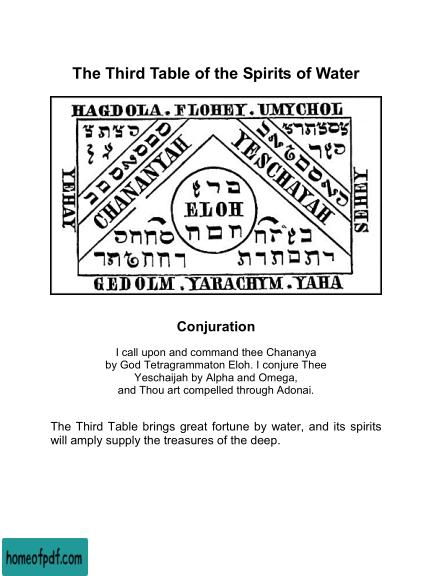 The Third Table of the Spirits of Water
HAGDOLA . FLOHEY . UMYCHOL
YEHAY
CHANANYAH
YESCHAYAH
SEHEY
ELOH
GEDOLM . YARACHYM . YAHA
Conjuration
I call upon and command thee Chananya
by God Tetragrammaton Eloh. I conjure Thee
Yeschaijah by Alpha and Omega,
and Thou art compelled through Adonai.
The Third Table brings great fortune by water, and its spirits
will amply supply the treasures of the deep.
homeofpdf.com